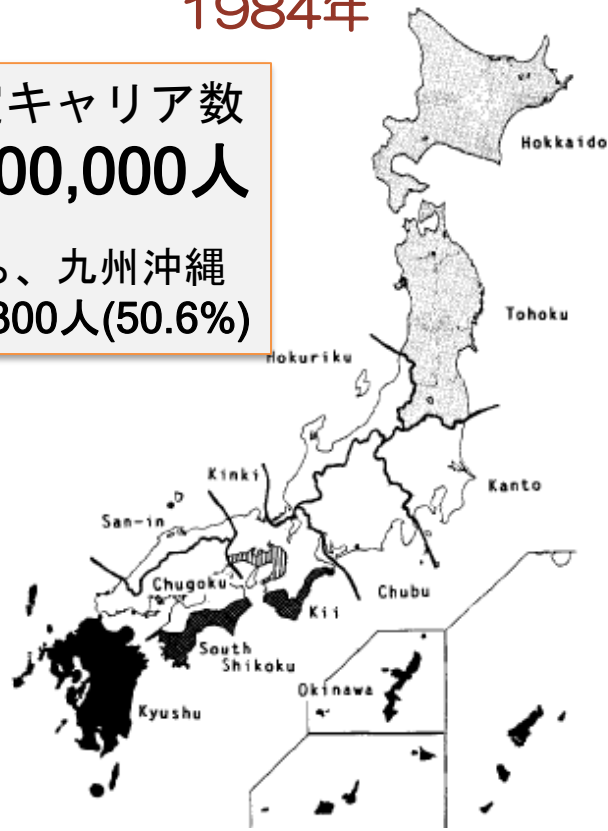 1984年
キャリア数
00,000人
、九州沖縄
300人(50.6%)
Hokkaido
Tohoku
Hokuriku
Kinki
Kanto
San-in
Chugoku
Chubu
Kii
South
Shikoku
Okinawa
Kyushu